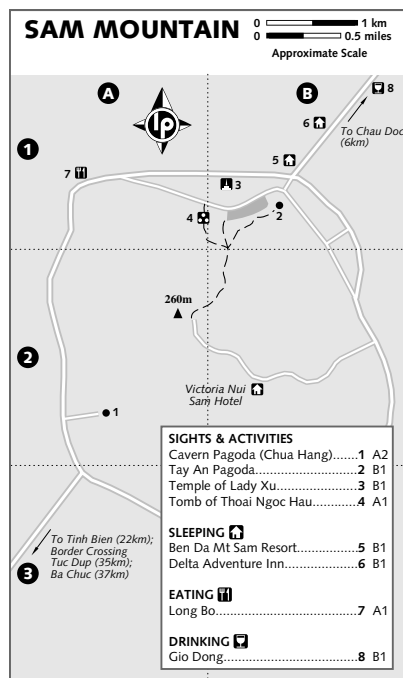 SAM MOUNTAIN
0 1 km
0 0.5 miles
Approximate Scale
A
B
lp
8
6
To Chau Doc
(6km)
1
5
7
3
4
2
260m
2
Victoria Nui
Sam Hotel
1
To Tinh Bien (22km);
Border Crossing
Tuc Dup (35km);
Ba Chuc (37km)
3
SIGHTS & ACTIVITIES
Cavern Pagoda (Chua Hang).......1 A2
Tay An Pagoda..............................2 B1
Temple of Lady Xu........................3 B1
Tomb of Thoai Ngoc Hau..............4 A1
SLEEPING
Ben Da Mt Sam Resort..................5 B1
Delta Adventure Inn......................6 B1
EATING
Long Bo........................................7 A1
DRINKING
Gio Dong......................................8 B1